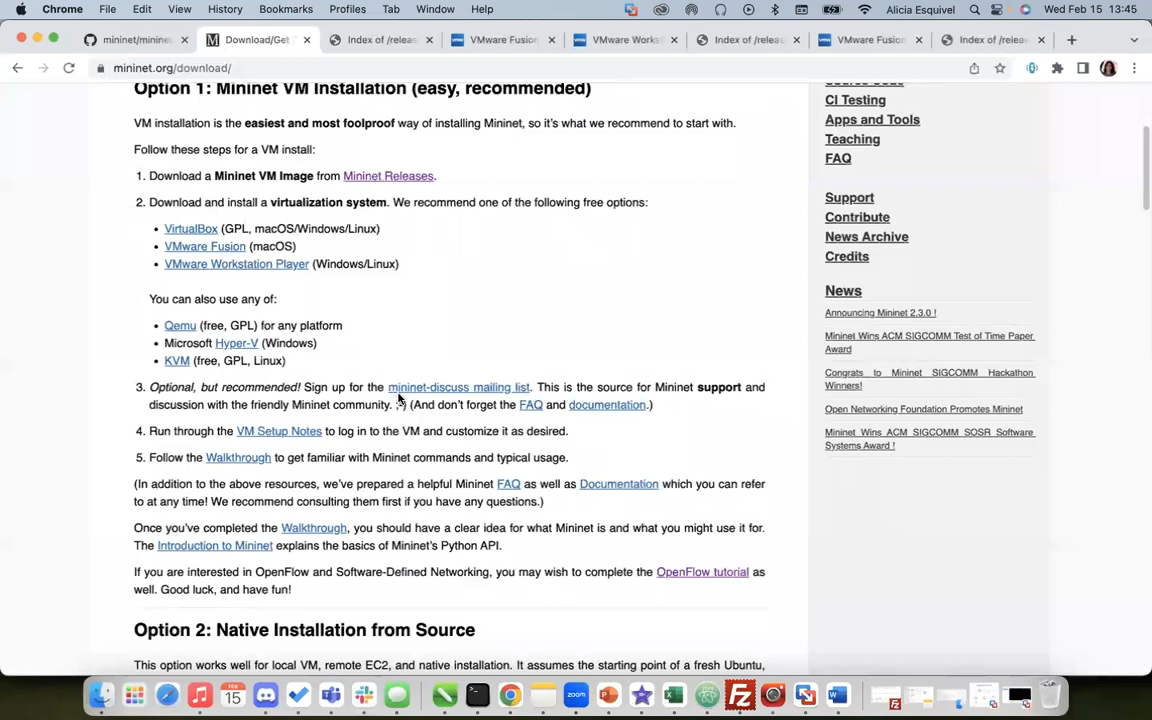 Chrome File Edit View History Bookmarks Profiles Tab Window Help Alicia Esquivel Wed Feb 15 13:45
mininet/minine Download/Get Index of /releas VMware Fusion VMware Works Index of /releas VMware Fusion Index of /releas
mininet.org/download/
Option 1: Mininet VM Installation (easy, recommended)
VM installation is the easiest and most foolproof way of installing Mininet, so it's what we recommend to start with.
Follow these steps for a VM install:
1. Download a Mininet VM Image from Mininet Releases.
2. Download and install a virtualization system. We recommend one of the following free options:
• VirtualBox (GPL, macOS/Windows/Linux)
• VMware Fusion (macOS)
• VMware Workstation Player (Windows/Linux)
You can also use any of:
• Qemu (free, GPL) for any platform
• Microsoft Hyper-V (Windows)
• KVM (free, GPL, Linux)
3. Optional, but recommended! Sign up for the mininet-discuss mailing list. This is the source for Mininet support and
discussion with the friendly Mininet community. ;-) (And don't forget the FAQ and documentation.)
4. Run through the VM Setup Notes to log in to the VM and customize it as desired.
5. Follow the Walkthrough to get familiar with Mininet commands and typical usage.
(In addition to the above resources, we've prepared a helpful Mininet FAQ as well as Documentation which you can refer
to at any time! We recommend consulting them first if you have any questions.)
Once you've completed the Walkthrough, you should have a clear idea for what Mininet is and what you might use it for.
The Introduction to Mininet explains the basics of Mininet's Python API.
If you are interested in OpenFlow and Software-Defined Networking, you may wish to complete the OpenFlow tutorial as
well. Good luck, and have fun!
Option 2: Native Installation from Source
This option works well for local VM, remote EC2, and native installation. It assumes the starting point of a fresh Ubuntu,
Source Code
CI Testing
Apps and Tools
Teaching
FAQ
Support
Contribute
News Archive
Credits
News
Announcing Mininet 2.3.0 !
Mininet Wins ACM SIGCOMM Test of Time Paper
Award
Congrats to Mininet SIGCOMM Hackathon
Winners!
Open Networking Foundation Promotes Mininet
Mininet Wins ACM SIGCOMM SOSR Software
Systems Award !
FEB
15
zoom